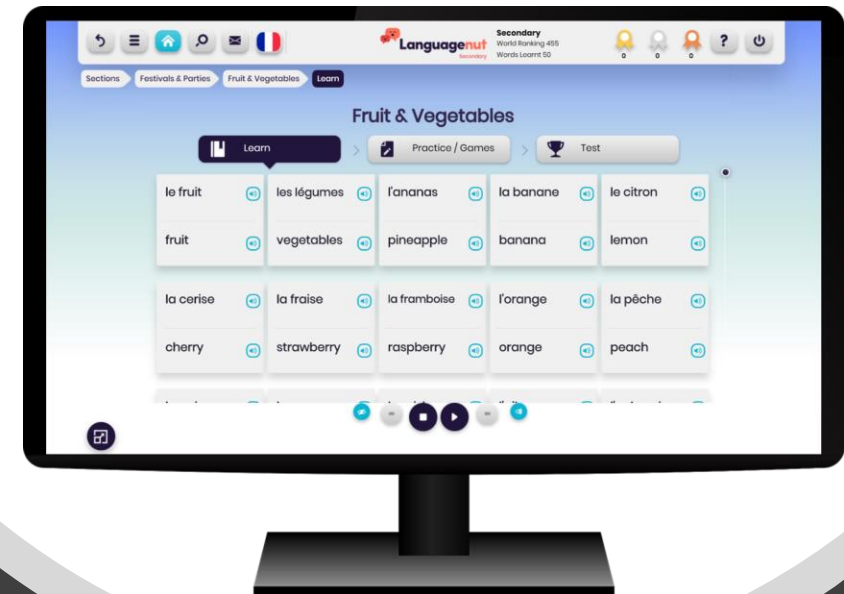 Languagenut
Secondary
Secondary
World Ranking 455
Words Learnt 50
0 0 0
?
Sections Festivals & Parties Fruit & Vegetables Learn
Fruit & Vegetables
Learn > Practice / Games > Test
le fruit les légumes l'ananas la banane le citron
fruit vegetables pineapple banana lemon
la cerise la fraise la framboise l'orange la pêche
cherry strawberry raspberry orange peach